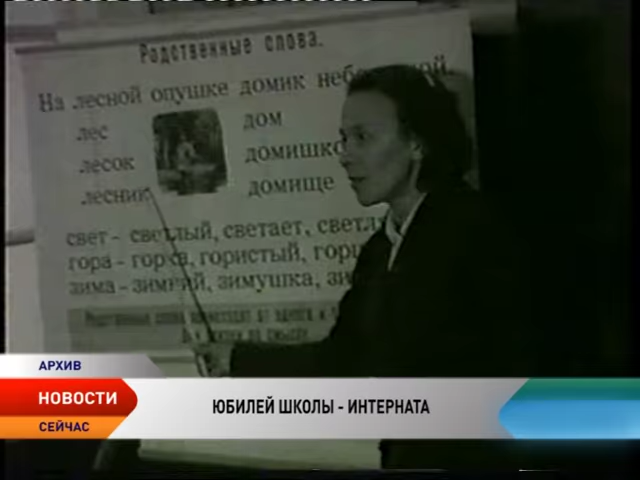 Родственные слова.
На лесной опушке домик
лес
дом
лесок
домишко
лесник
домище
свет - светлый, светает,
гора - горка, гористый,
зима - зимний, зимушка,
АРХИВ
НОВОСТИ
СЕЙЧАС
ЮБИЛЕЙ ШКОЛЫ - ИНТЕРНАТА